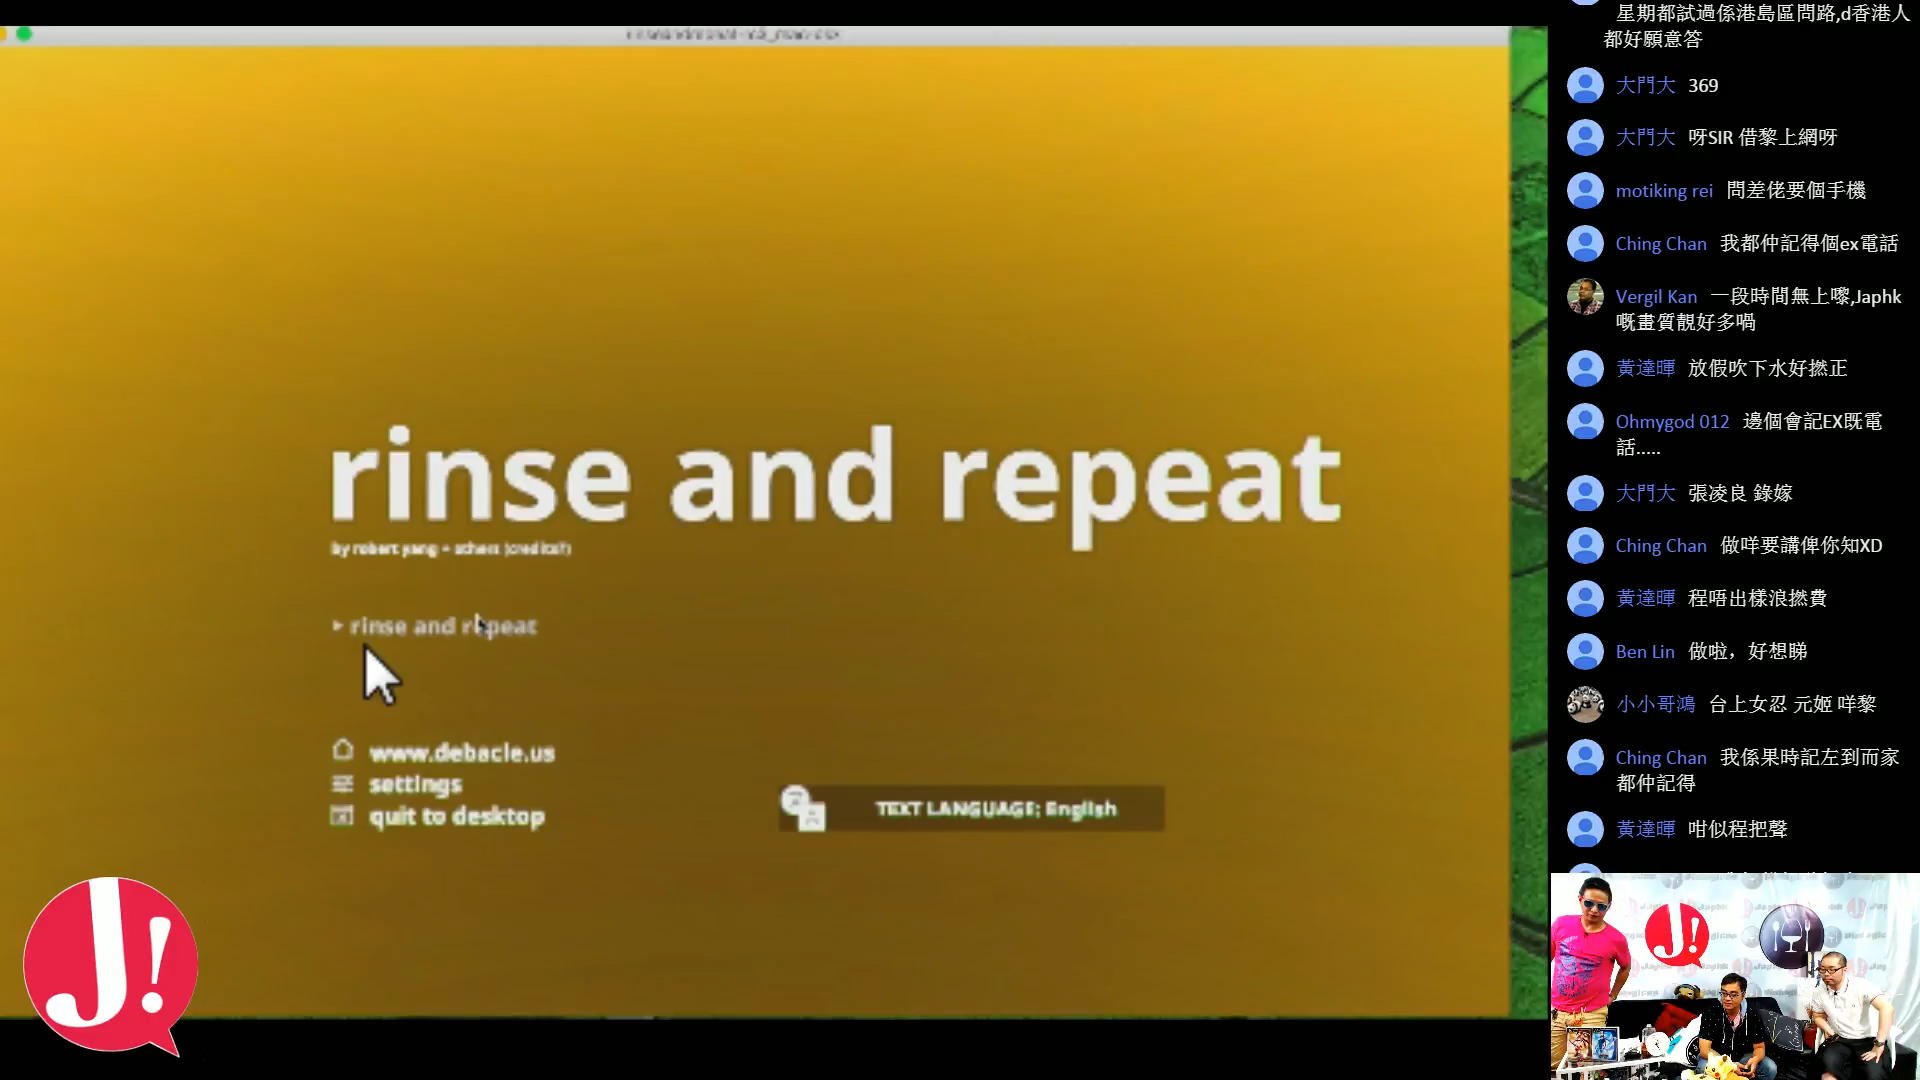 rinse and repeat
by robert yang + others (credits?)
rinse and repeat
www.debacle.us
settings
quit to desktop
TEXT LANGUAGE: English
J!
星期都試過係港島區問路,d香港人
都好願意答
大門大 369
大門大 呀SIR 借黎上網呀
motiking rei 問差佬要個手機
Ching Chan 我都仲記得個ex電話
Vergil Kan 一段時間無上嚟,Japhk
嘅畫質靚好多喎
黃達暉 放假吹下水好撚正
Ohmygod 012 邊個會記EX既電
話.....
大門大 張凌良 錄嫁
Ching Chan 做咩要講俾你知XD
黃達暉 程唔出樣浪撚費
Ben Lin 做啦，好想睇
小小哥鴻 台上女忍 元姬 咩黎
Ching Chan 我係果時記左到而家
都仲記得
黃達暉 咁似程把聲
J!